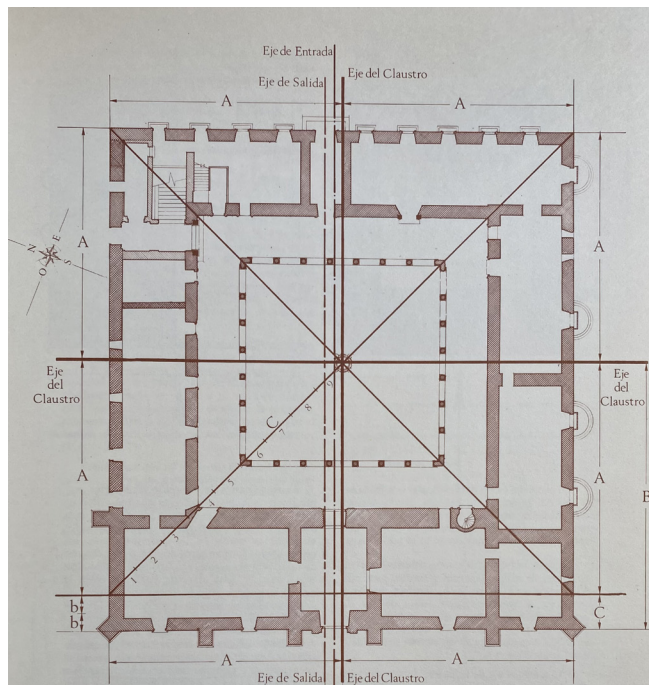 Eje de Entrada
Eje de Salida
Eje del Claustro
A
A
A
A
N
E
O
S
Eje
del
Claustro
Eje
del
Claustro
9
8
C
7
6
5
4
3
2
1
A
A
B
b
b
C
A
A
Eje de Salida
Eje del Claustro